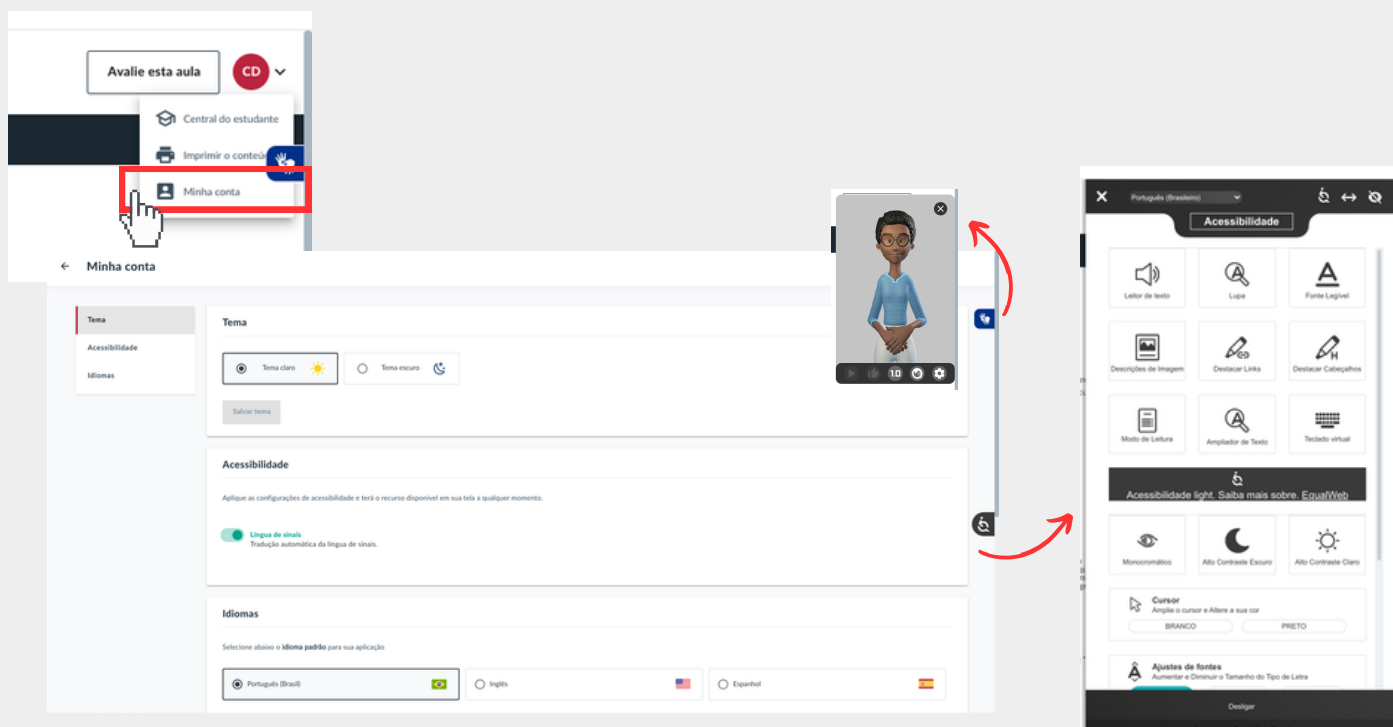 Avalie esta aula
CD
Central do estudante
Imprimir o
Minha conta
Minha conta
Tema
Acessibilidade
Idiomas
Tema
Tema claro
Tema escuro
Salvar tema
Acessibilidade
Aplique as configurações de acessibilidade e terá o recurso disponível em sua tela a qualquer momento.
Língua de sinais
Tradução automática da língua de sinais.
Idiomas
Selecione abaixo o idioma padrão para sua aplicação
Português (Brasil)
Inglês
Espanhol
1.0
Português (Brasileiro)
Acessibilidade
Leitor de texto
Lupa
Fonte Legível
Descrições de Imagem
Destacar Links
Destacar Cabeçalhos
Modo de Leitura
Ampliador de Texto
Teclado virtual
Acessibilidade light. Saiba mais sobre. EqualWeb
Monocromático
Alto Contraste Escuro
Alto Contraste Claro
Cursor
Amplie o cursor e Altere a sua cor
BRANCO
PRETO
Ajustes de fontes
Aumentar e Diminuir o Tamanho do Tipo de Letra
Desligar